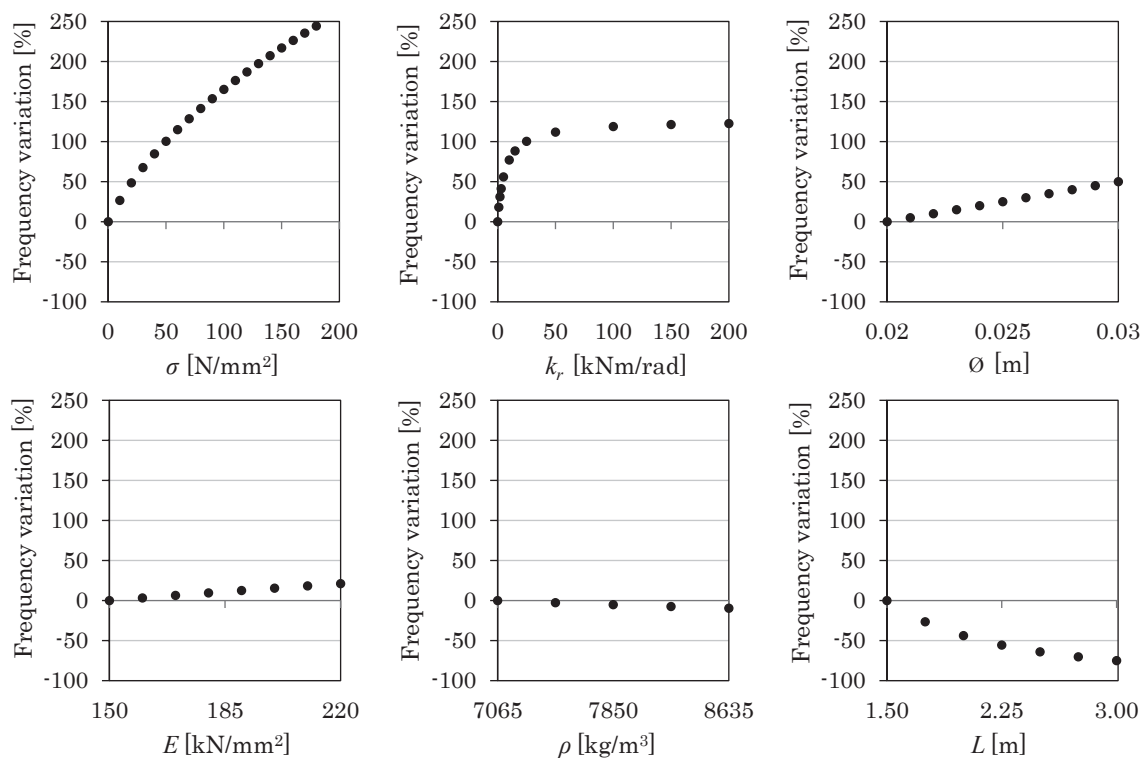 Frequency variation [%]
250
200
150
100
50
0
-50
-100
0 50 100 150 200
σ [N/mm²]
Frequency variation [%]
250
200
150
100
50
0
-50
-100
0 50 100 150 200
kᵣ [kNm/rad]
Frequency variation [%]
250
200
150
100
50
0
-50
-100
0.02 0.025 0.03
Ø [m]
Frequency variation [%]
250
200
150
100
50
0
-50
-100
150 185 220
E [kN/mm²]
Frequency variation [%]
250
200
150
100
50
0
-50
-100
7065 7850 8635
ρ [kg/m³]
Frequency variation [%]
250
200
150
100
50
0
-50
-100
1.50 2.25 3.00
L [m]